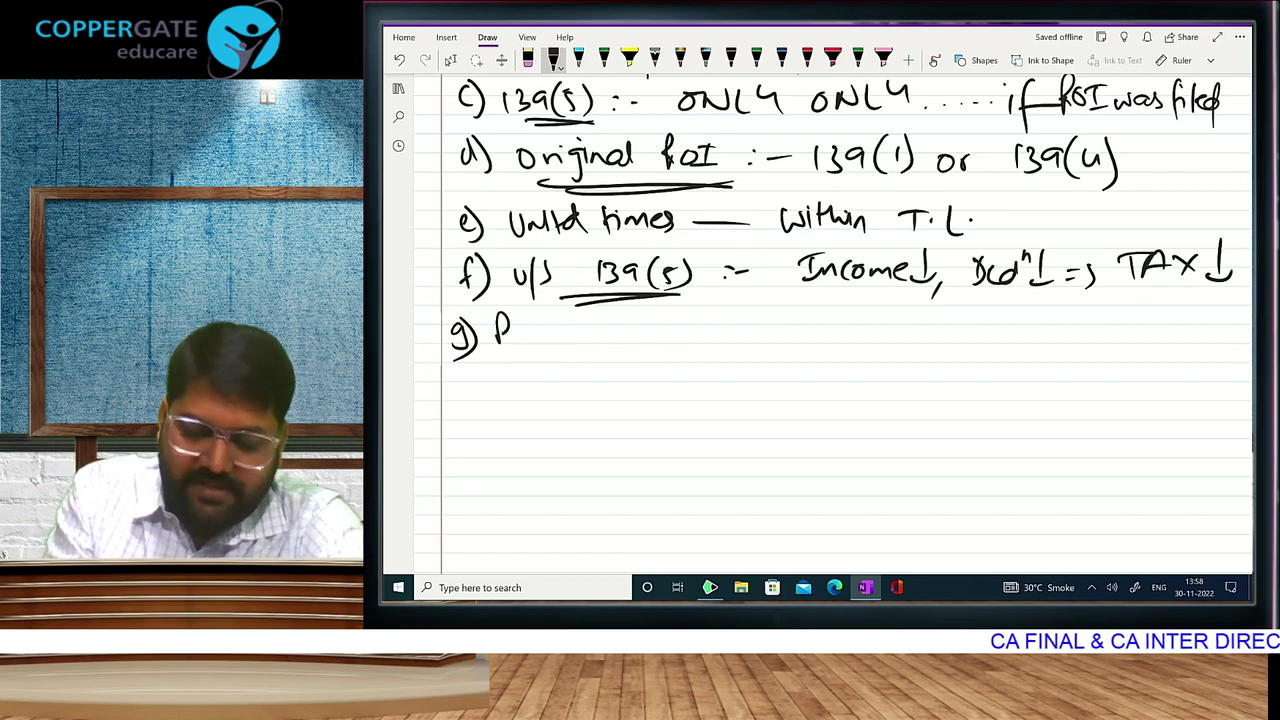 COPPERGATE
educare
Home Insert Draw View Help
Saved offline
Share
Shapes
Ink to Shape
Ink to Text
Ruler
c) 139(5) :- ONLY ONLY ..... if ROI was filed
d) Original ROI :- 139(1) or 139(4)
e) Unltd times — within T.L.
f) u/s 139(5) :- Income↓, Dedⁿ↓ => TAX↓
g) P
Type here to search
30°C Smoke
ENG
13:58
30-11-2022
CA FINAL & CA INTER DIREC